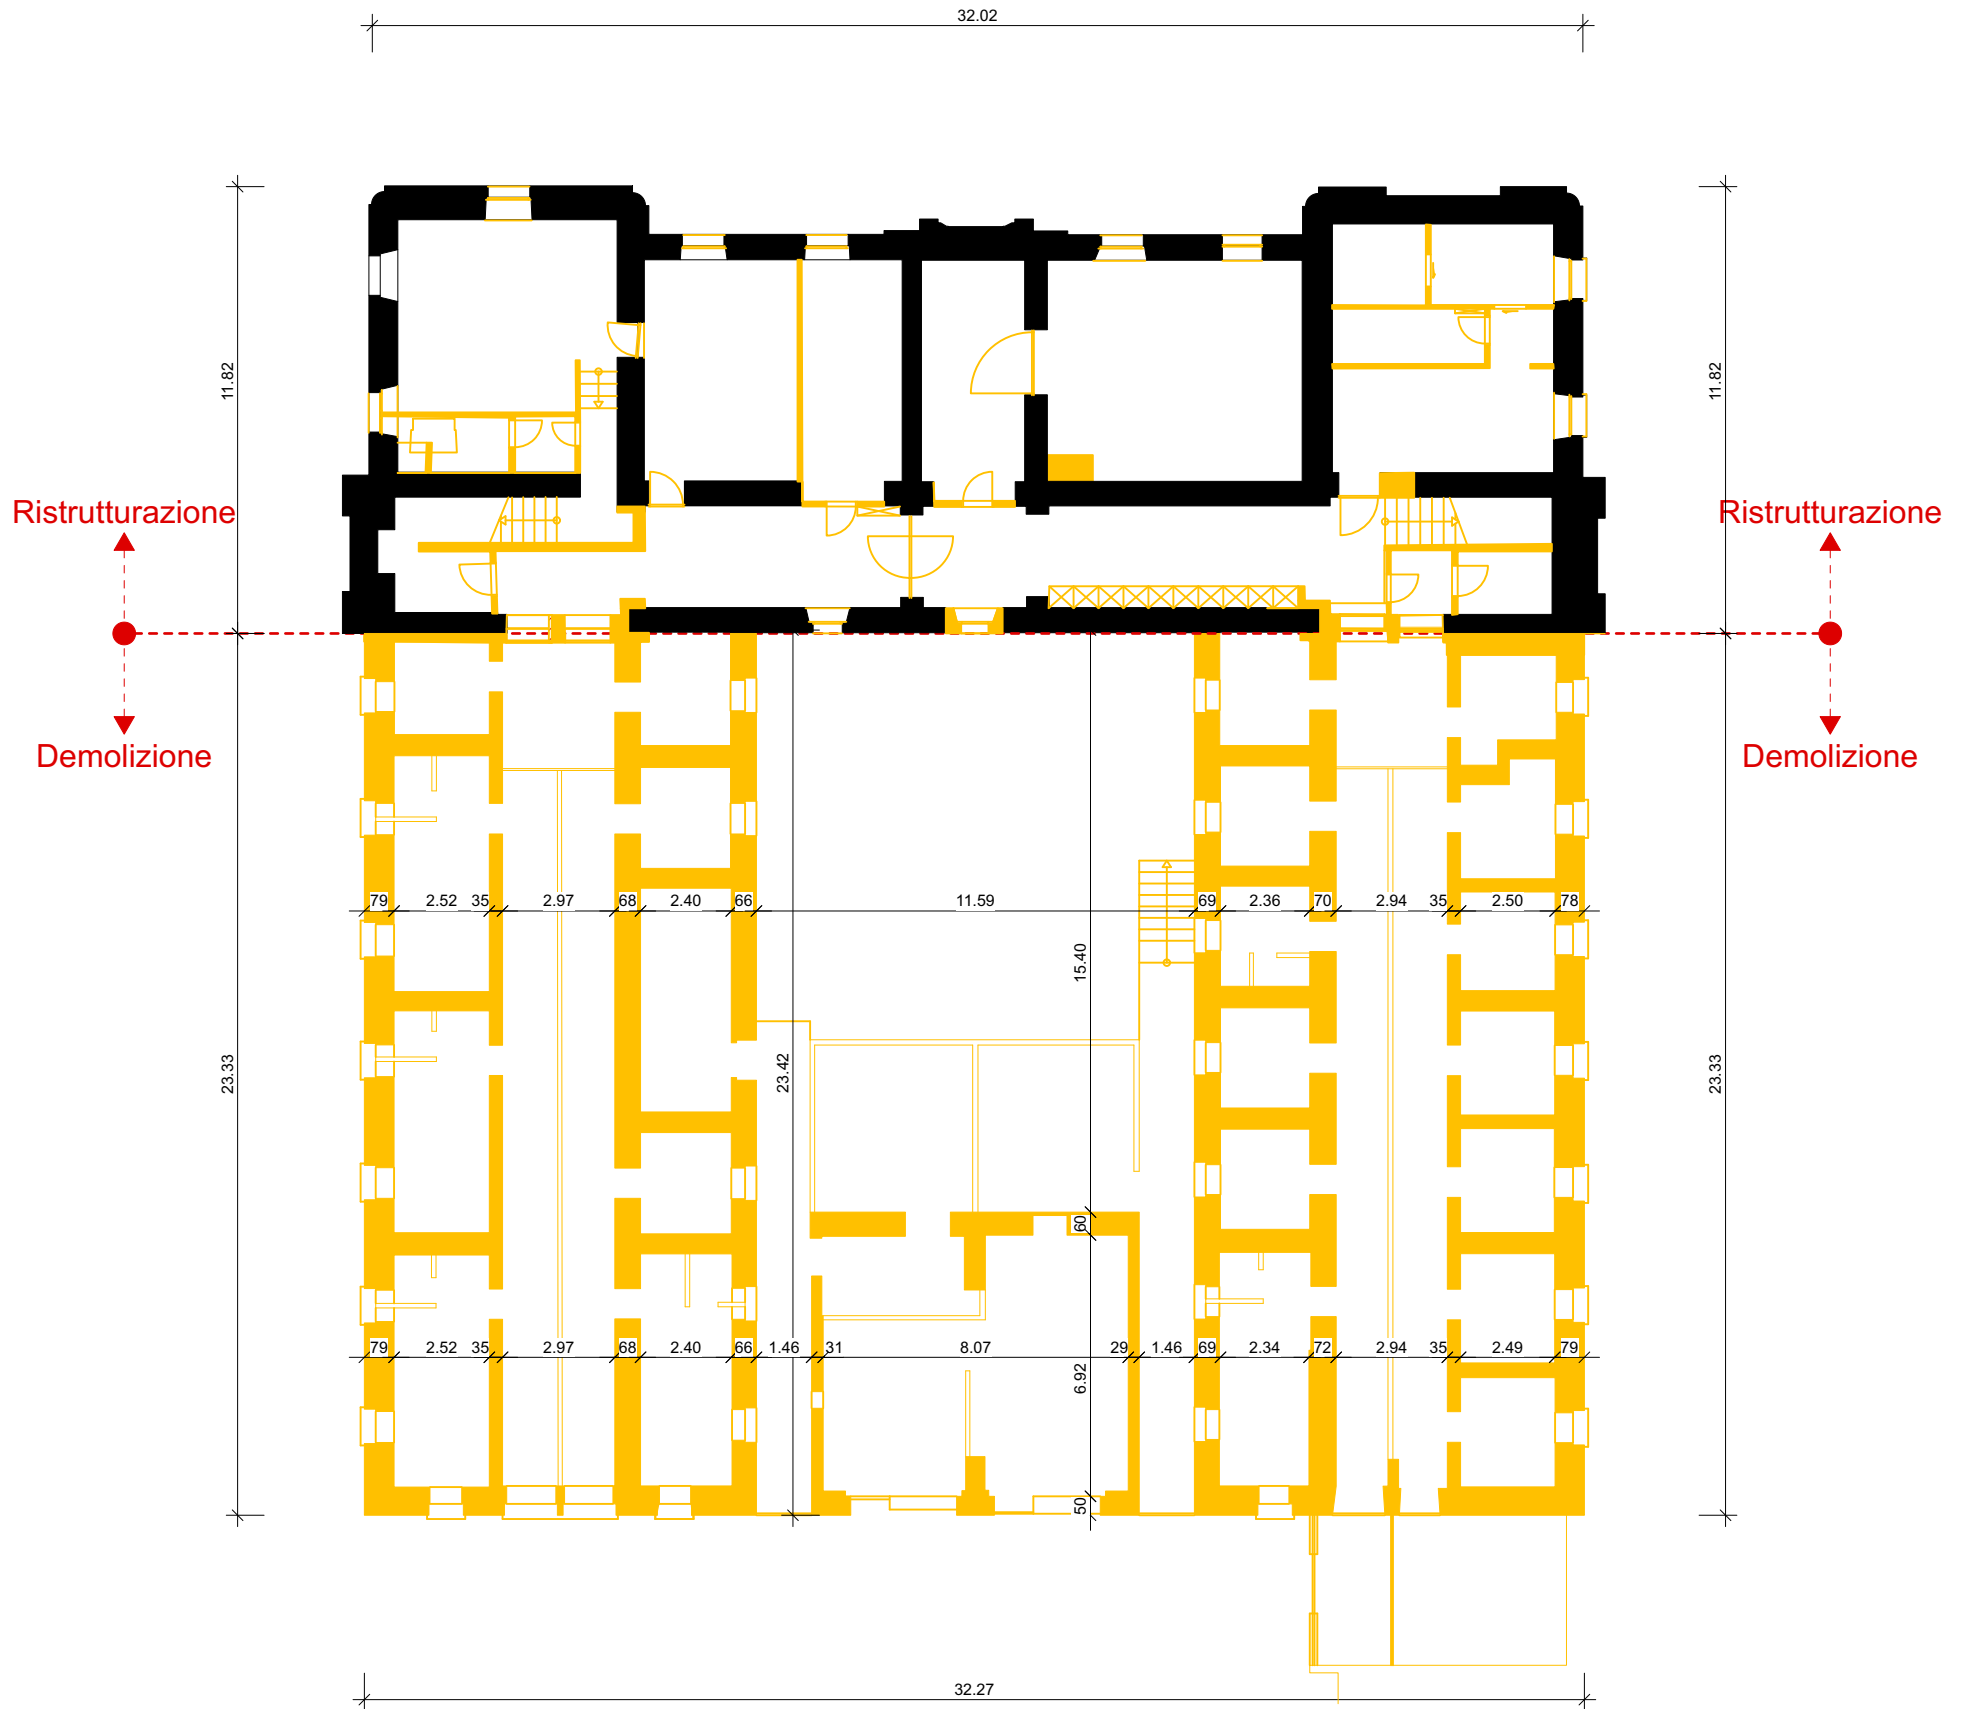 32.02
11.82
11.82
Ristrutturazione
Ristrutturazione
Demolizione
Demolizione
79 2.52 35 2.97 68 2.40 66 11.59 69 2.36 70 2.94 35 2.50 78
15.40
23.33
23.42
23.33
60
79 2.52 35 2.97 68 2.40 66 1.46 31 8.07 29 1.46 69 2.34 72 2.94 35 2.49 79
6.92
50
32.27